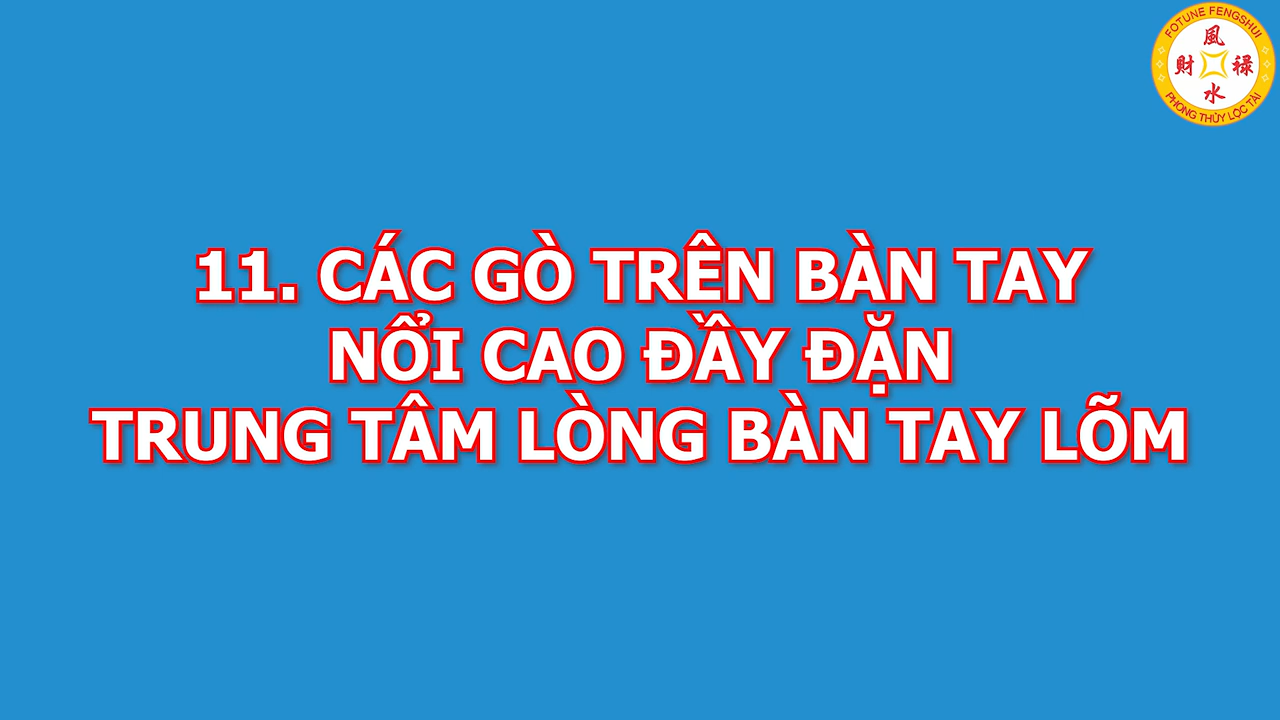 FOTUNE FENGSHUI
風
財 禄
水
PHONG THỦY LỘC TÀI
11. CÁC GÒ TRÊN BÀN TAY
NỔI CAO ĐẦY ĐẶN
TRUNG TÂM LÒNG BÀN TAY LÕM